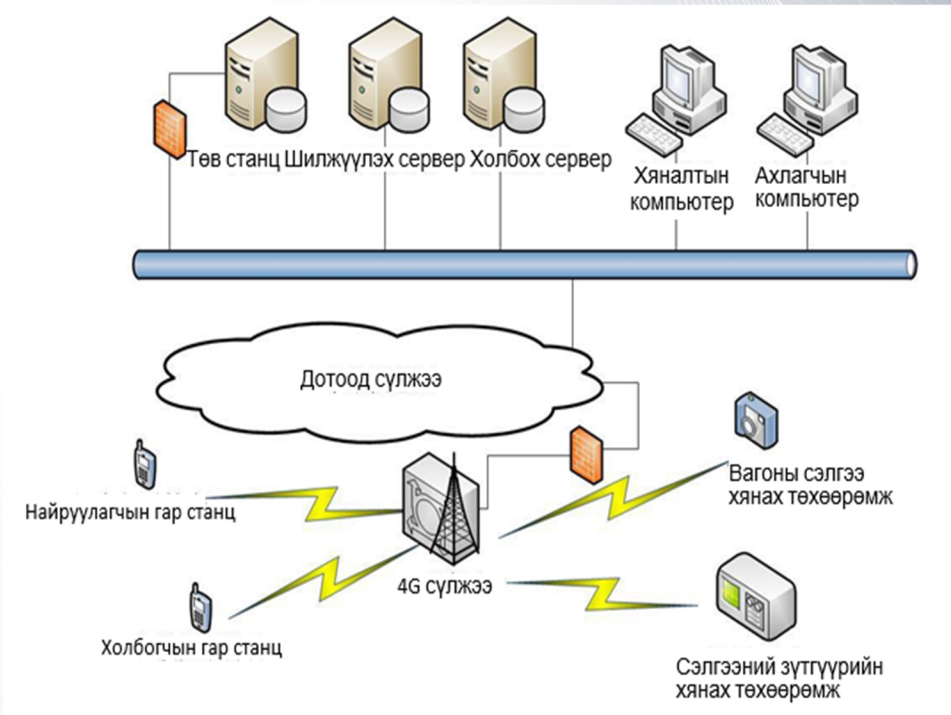 Төв станц Шилжүүлэх сервер Холбох сервер
Хяналтын
компьютер
Ахлагчын
компьютер
Дотоод сүлжээ
Найруулагчын гар станц
Вагоны сэлгээ
хянах төхөөрөмж
4G сүлжээ
Холбогчын гар станц
Сэлгээний зүтгүүрийн
хянах төхөөрөмж